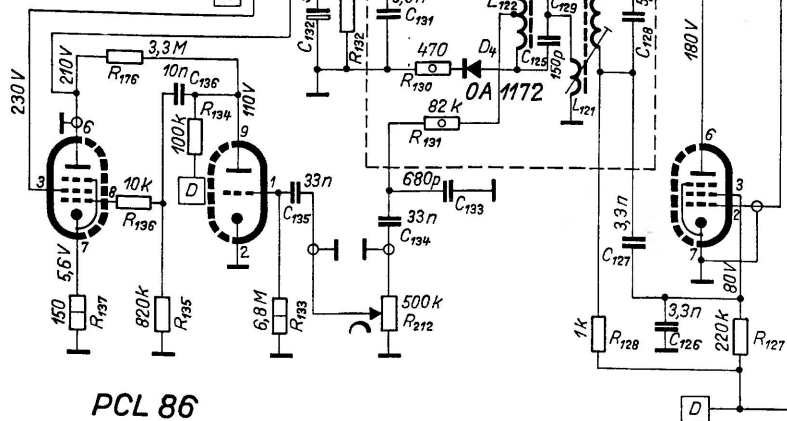 L₁₂₂
C₁₂₉
C₁₃₁
C₁₃₂
R₁₃₂
C₁₂₈
3,3M
R₁₇₆
210V
230V
180V
470
R₁₃₀
D₄
C₁₂₅
150p
OA 1172
L₁₂₁
10n
C₁₃₆
R₁₃₄
100k
110V
6
9
82k
R₁₃₁
6
D
3
8
10k
R₁₃₆
1
33n
C₁₃₅
680p
C₁₃₃
33n
C₁₃₄
3,3n
C₁₂₇
3
2
7
2
7
5,6V
80V
150
R₁₃₇
820k
R₁₃₅
6,8M
R₁₃₃
500k
R₂₁₂
1k
R₁₂₈
3,3n
C₁₂₆
220k
R₁₂₇
PCL 86
D